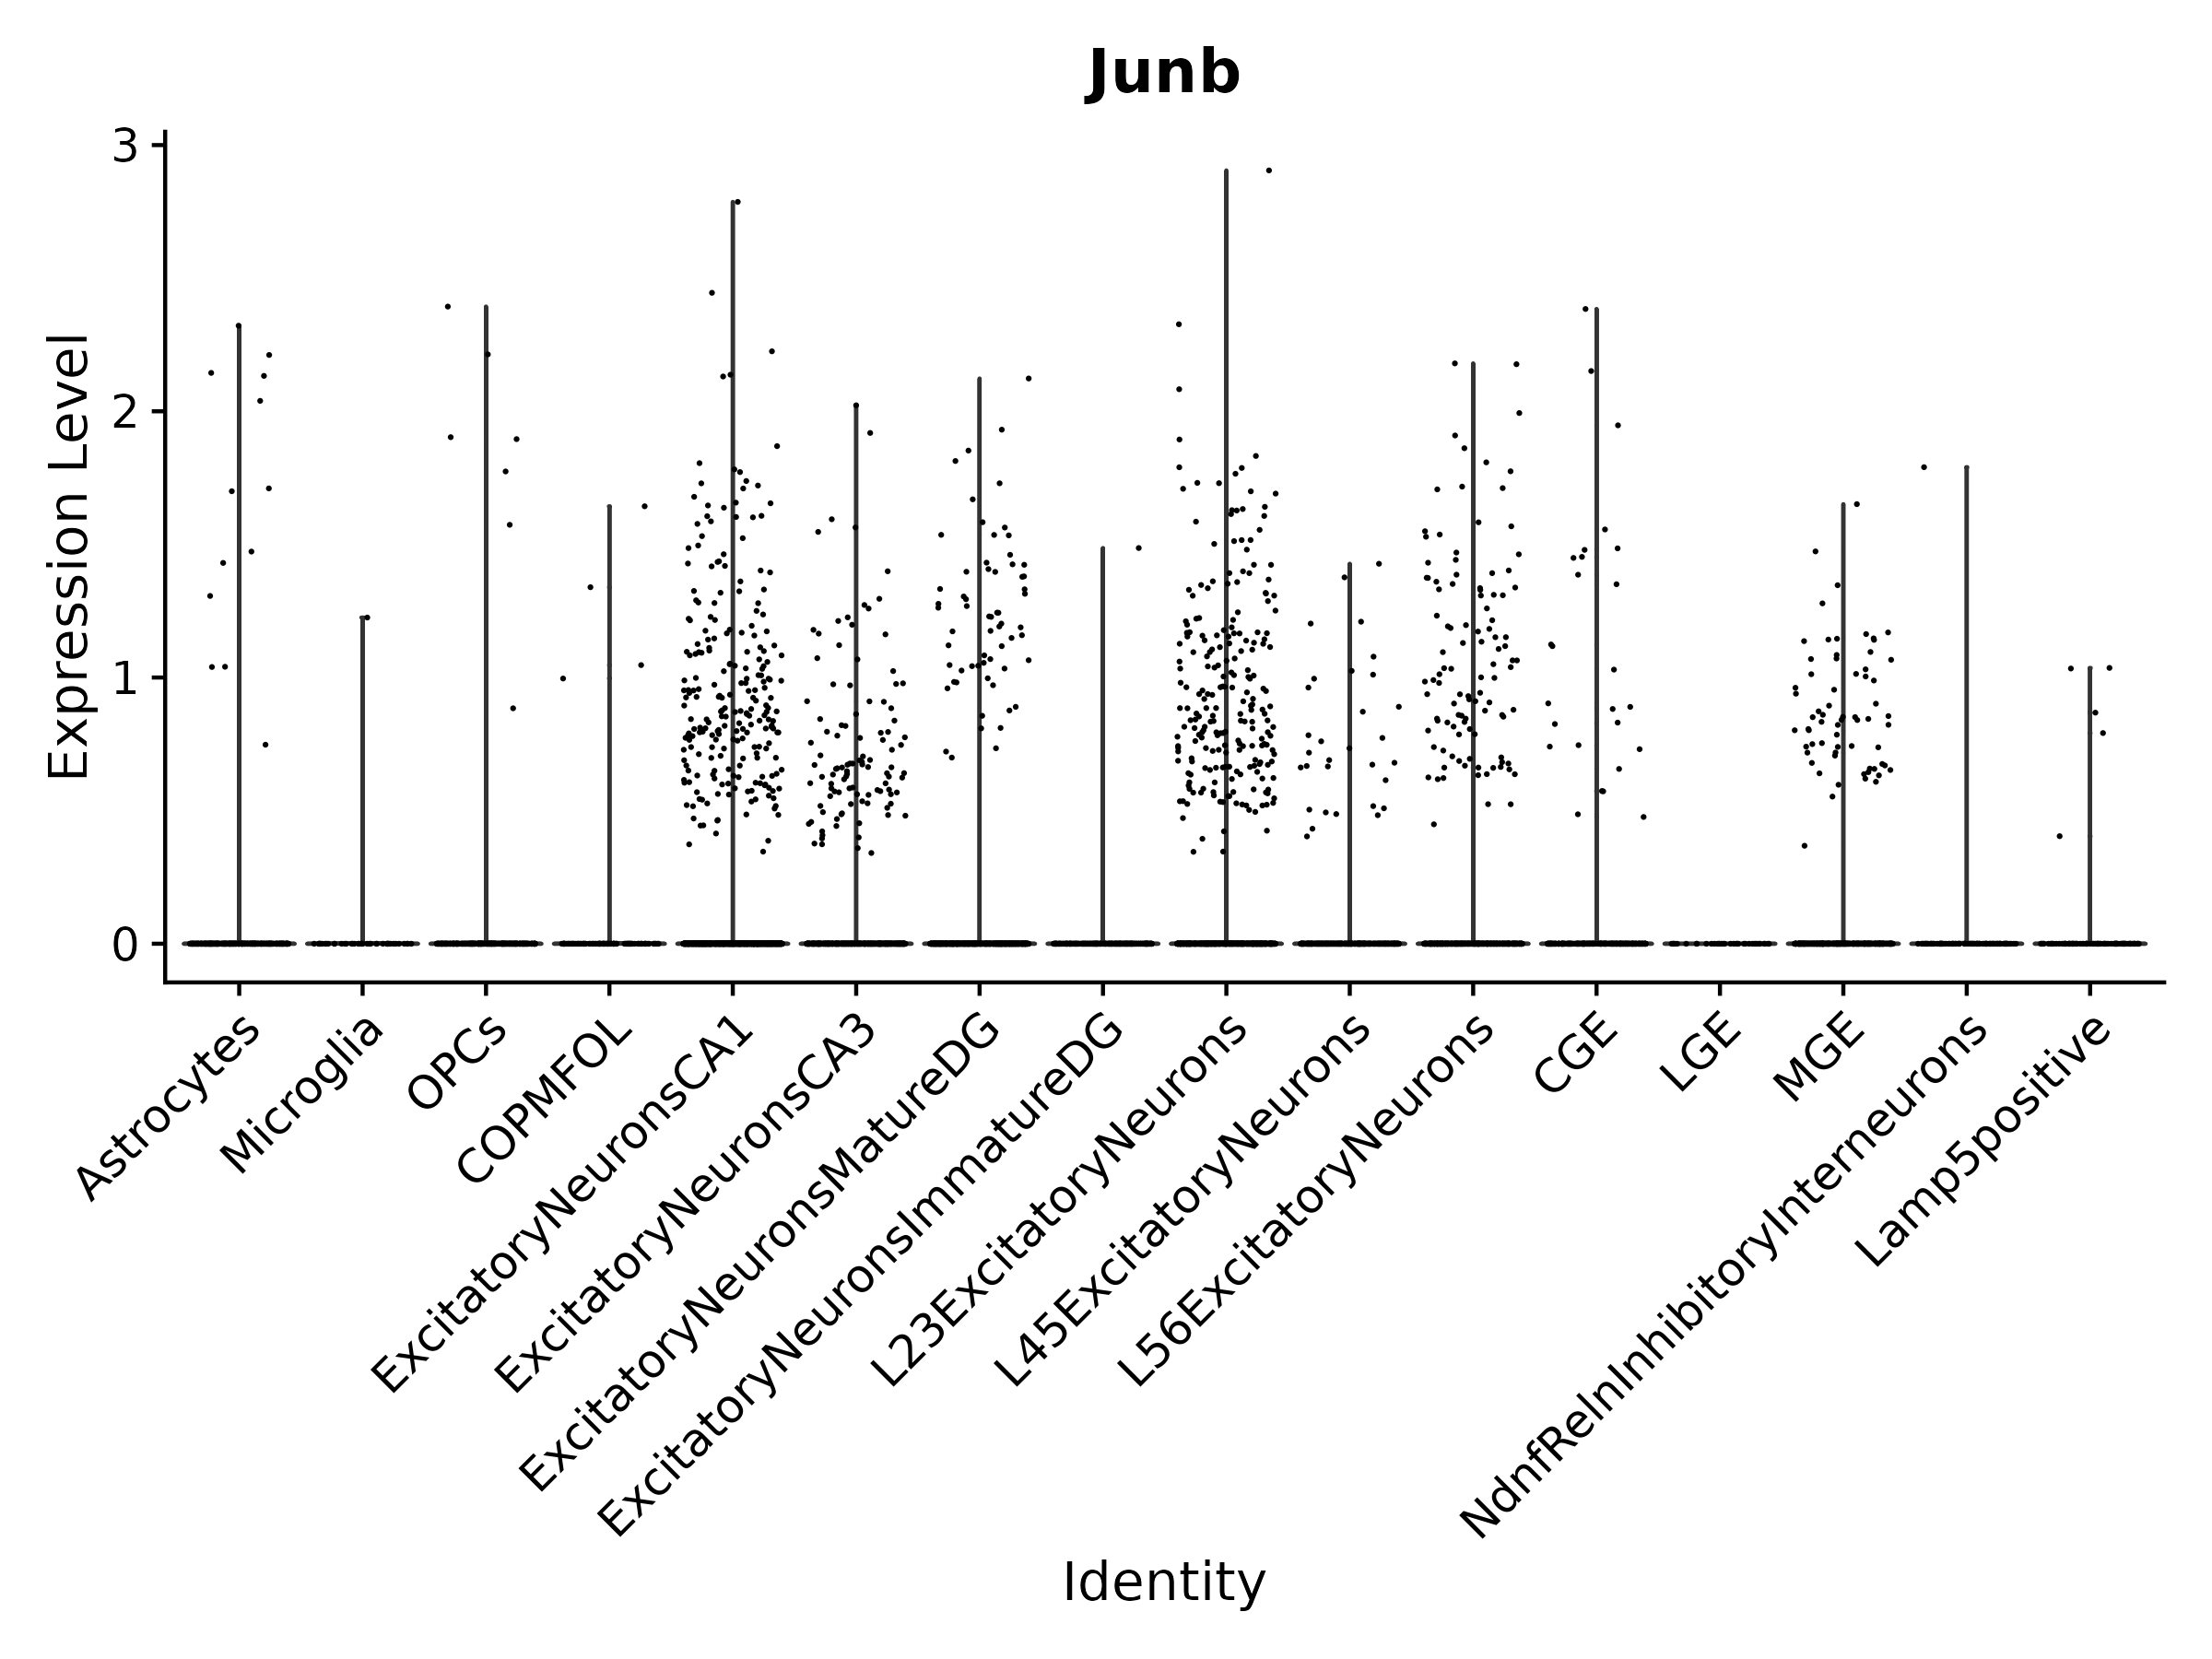 Junb
Expression Level
3
2
1
0
Astrocytes
Microglia
OPCs
COPMFOL
ExcitatoryNeuronsCA1
ExcitatoryNeuronsCA3
ExcitatoryNeuronsMatureDG
ExcitatoryNeuronsImmatureDG
L23ExcitatoryNeurons
L45ExcitatoryNeurons
L56ExcitatoryNeurons
CGE
LGE
MGE
NdnfRelnInhibitoryInterneurons
Lamp5positive
Identity